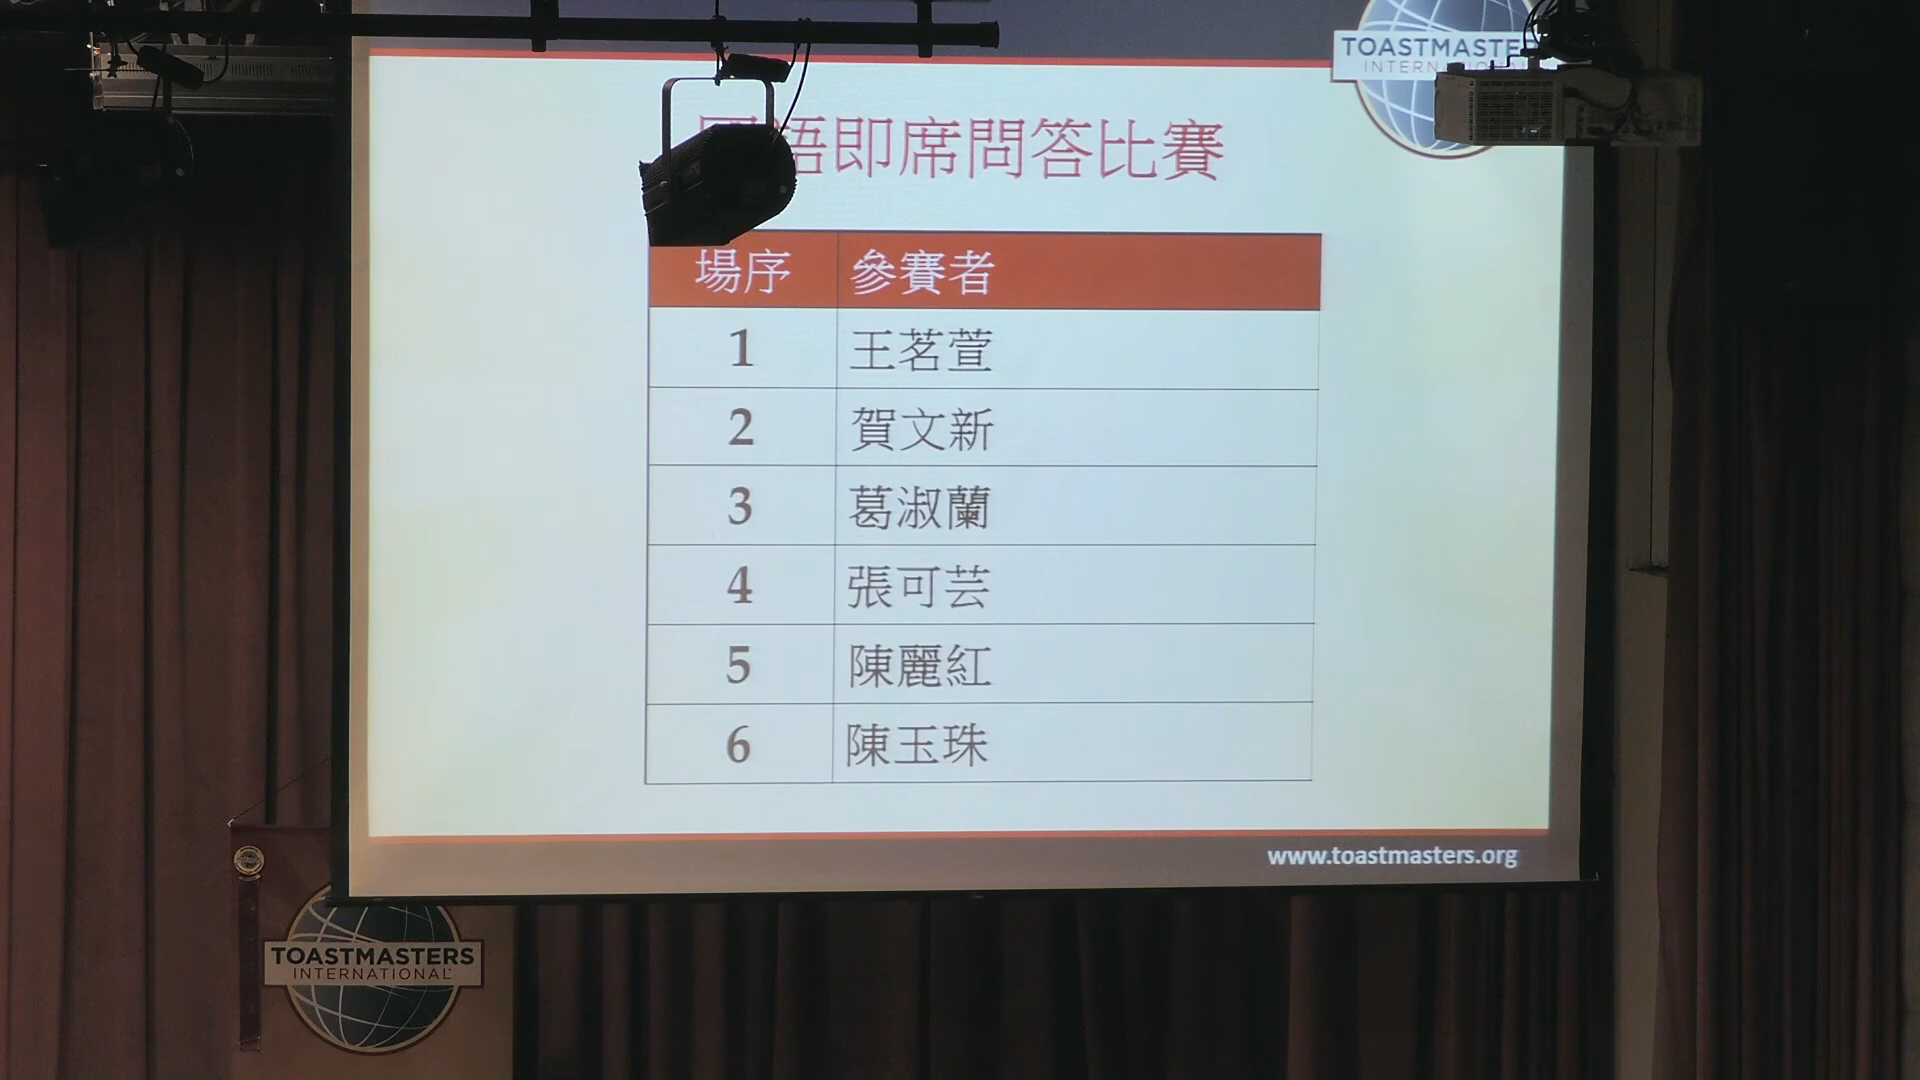 TOASTMASTE
INTERN
語即席問答比賽
場序 參賽者
1 王茗萱
2 賀文新
3 葛淑蘭
4 張可芸
5 陳麗紅
6 陳玉珠
www.toastmasters.org
TOASTMASTERS
INTERNATIONAL